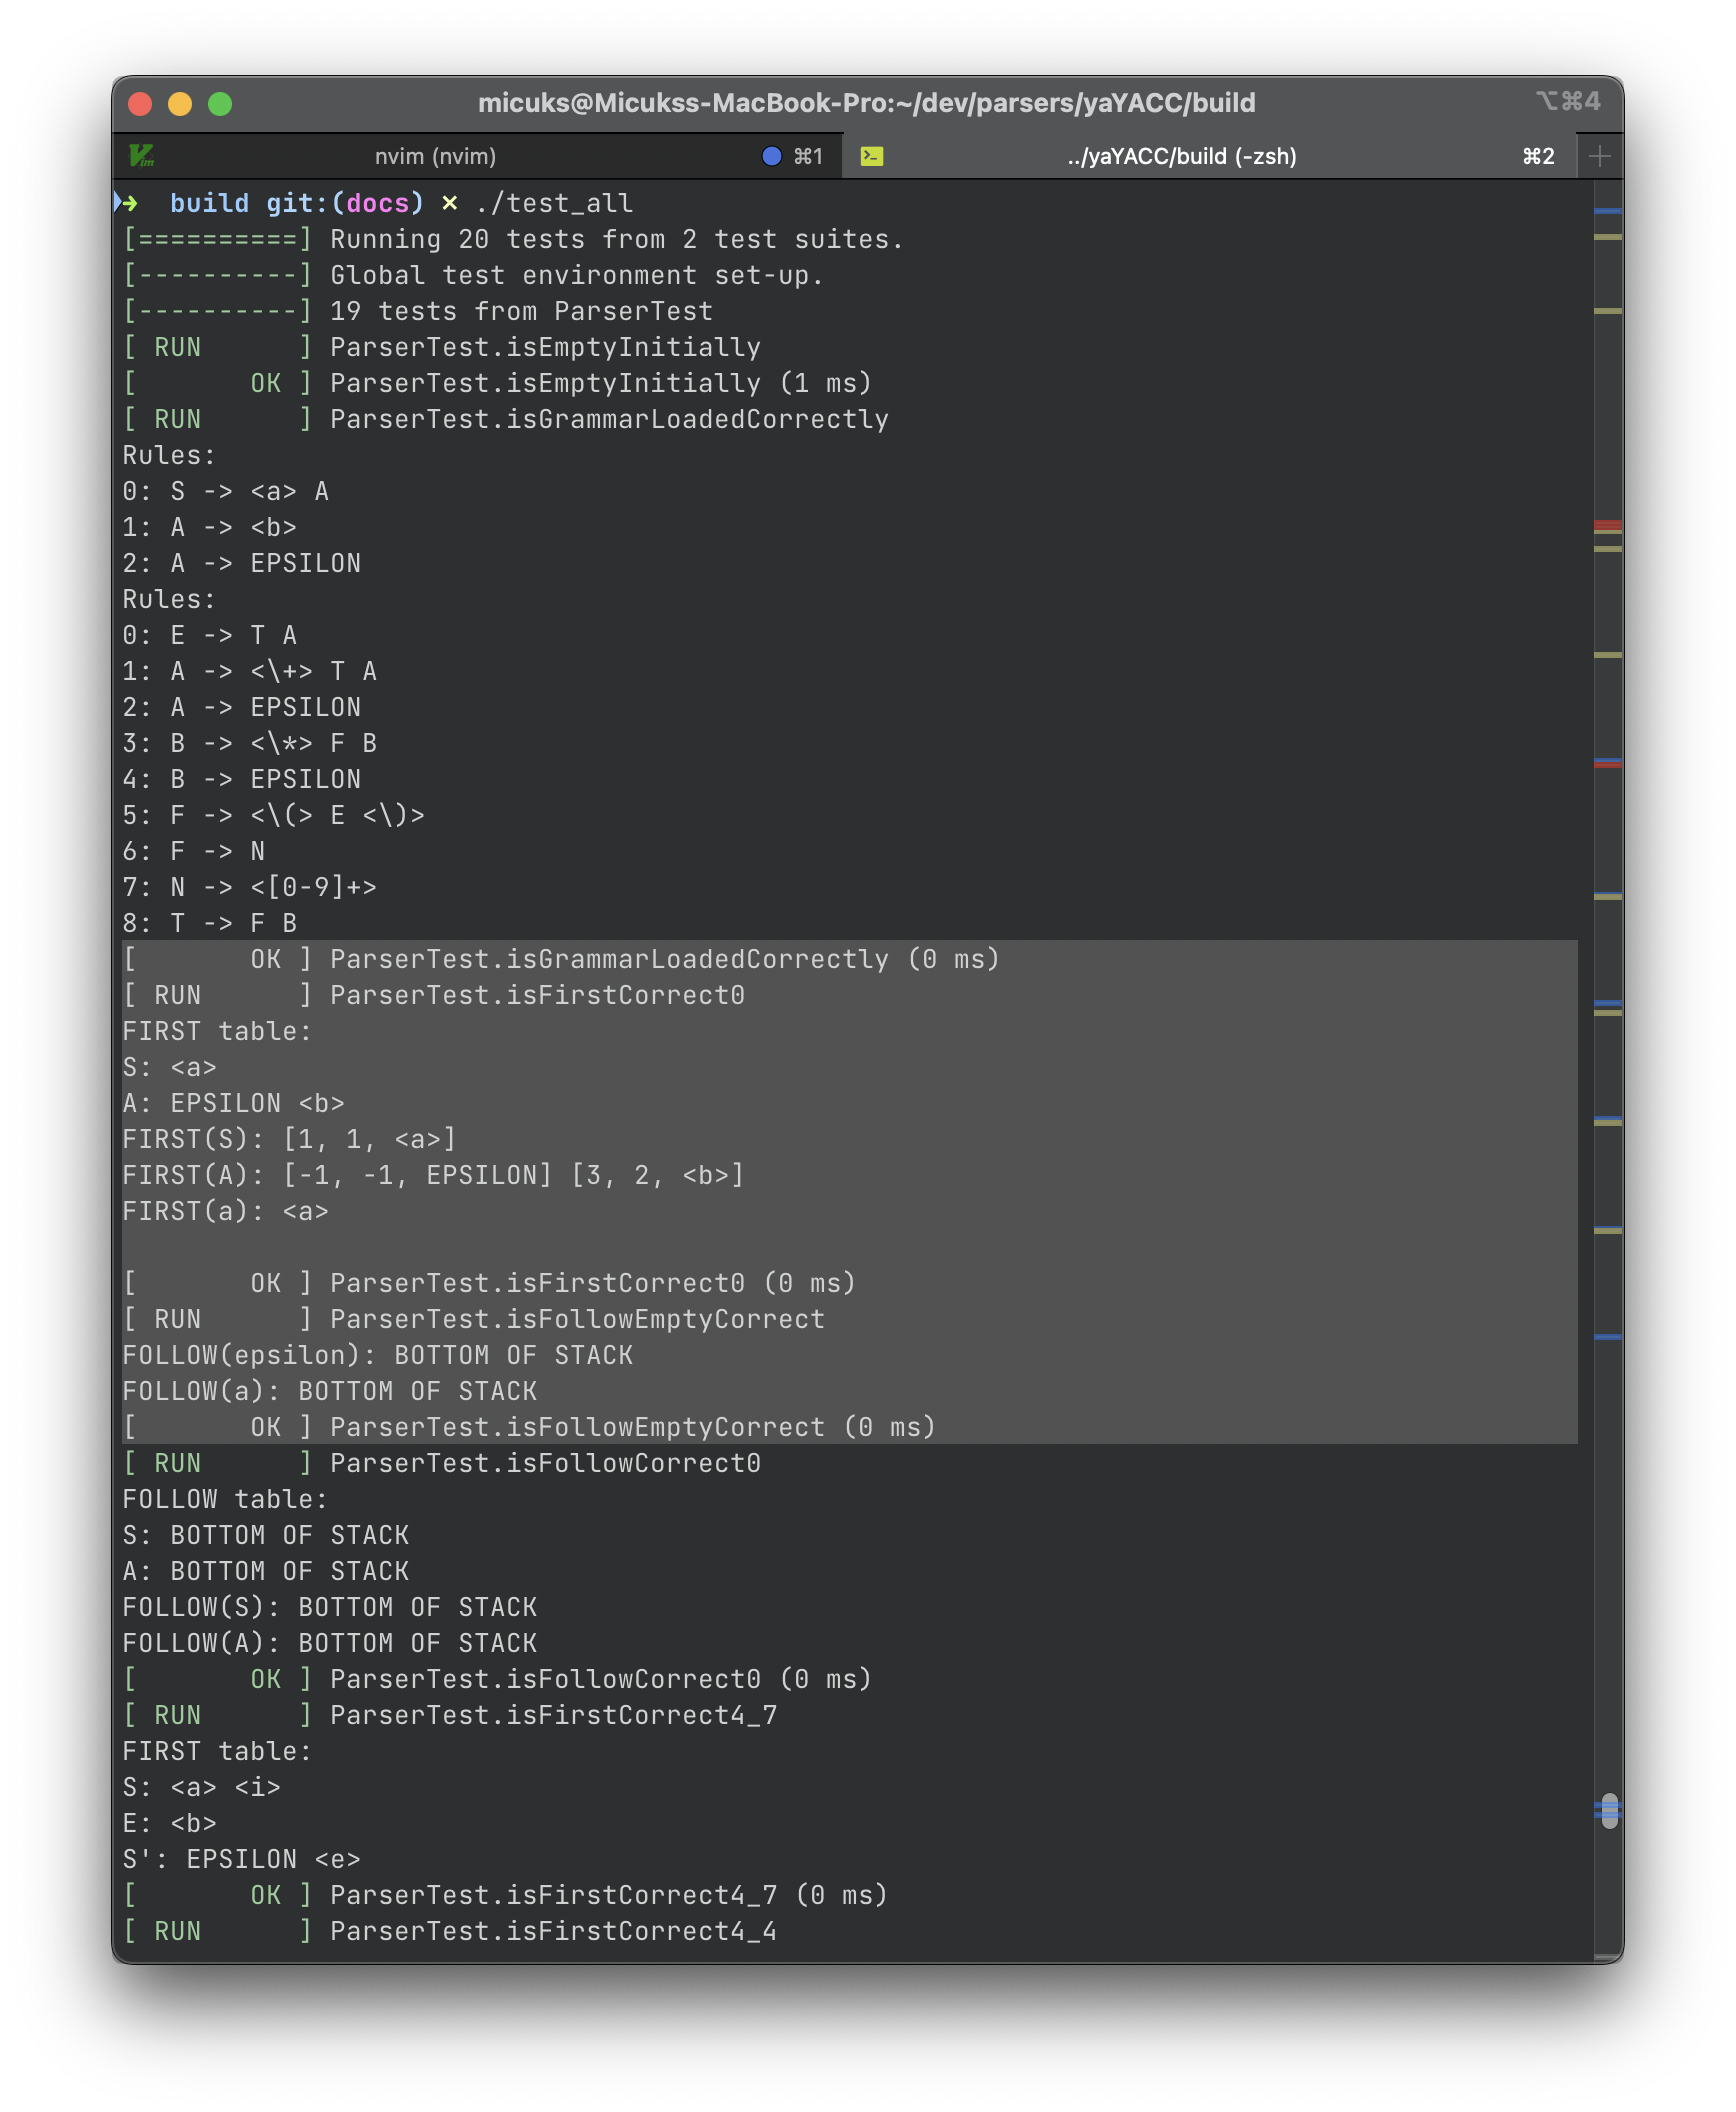 micuks@Micukss-MacBook-Pro:~/dev/parsers/yaYACC/build ⌥⌘4
nvim (nvim) ⌘1 ../yaYACC/build (-zsh) ⌘2
➜  build git:(docs) × ./test_all
[==========] Running 20 tests from 2 test suites.
[----------] Global test environment set-up.
[----------] 19 tests from ParserTest
[ RUN      ] ParserTest.isEmptyInitially
[       OK ] ParserTest.isEmptyInitially (1 ms)
[ RUN      ] ParserTest.isGrammarLoadedCorrectly
Rules:
0: S -> <a> A
1: A -> <b>
2: A -> EPSILON
Rules:
0: E -> T A
1: A -> <\+> T A
2: A -> EPSILON
3: B -> <\*> F B
4: B -> EPSILON
5: F -> <\(> E <\)>
6: F -> N
7: N -> <[0-9]+>
8: T -> F B
[       OK ] ParserTest.isGrammarLoadedCorrectly (0 ms)
[ RUN      ] ParserTest.isFirstCorrect0
FIRST table:
S: <a>
A: EPSILON <b>
FIRST(S): [1, 1, <a>]
FIRST(A): [-1, -1, EPSILON] [3, 2, <b>]
FIRST(a): <a>
[       OK ] ParserTest.isFirstCorrect0 (0 ms)
[ RUN      ] ParserTest.isFollowEmptyCorrect
FOLLOW(epsilon): BOTTOM OF STACK
FOLLOW(a): BOTTOM OF STACK
[       OK ] ParserTest.isFollowEmptyCorrect (0 ms)
[ RUN      ] ParserTest.isFollowCorrect0
FOLLOW table:
S: BOTTOM OF STACK
A: BOTTOM OF STACK
FOLLOW(S): BOTTOM OF STACK
FOLLOW(A): BOTTOM OF STACK
[       OK ] ParserTest.isFollowCorrect0 (0 ms)
[ RUN      ] ParserTest.isFirstCorrect4_7
FIRST table:
S: <a> <i>
E: <b>
S': EPSILON <e>
[       OK ] ParserTest.isFirstCorrect4_7 (0 ms)
[ RUN      ] ParserTest.isFirstCorrect4_4